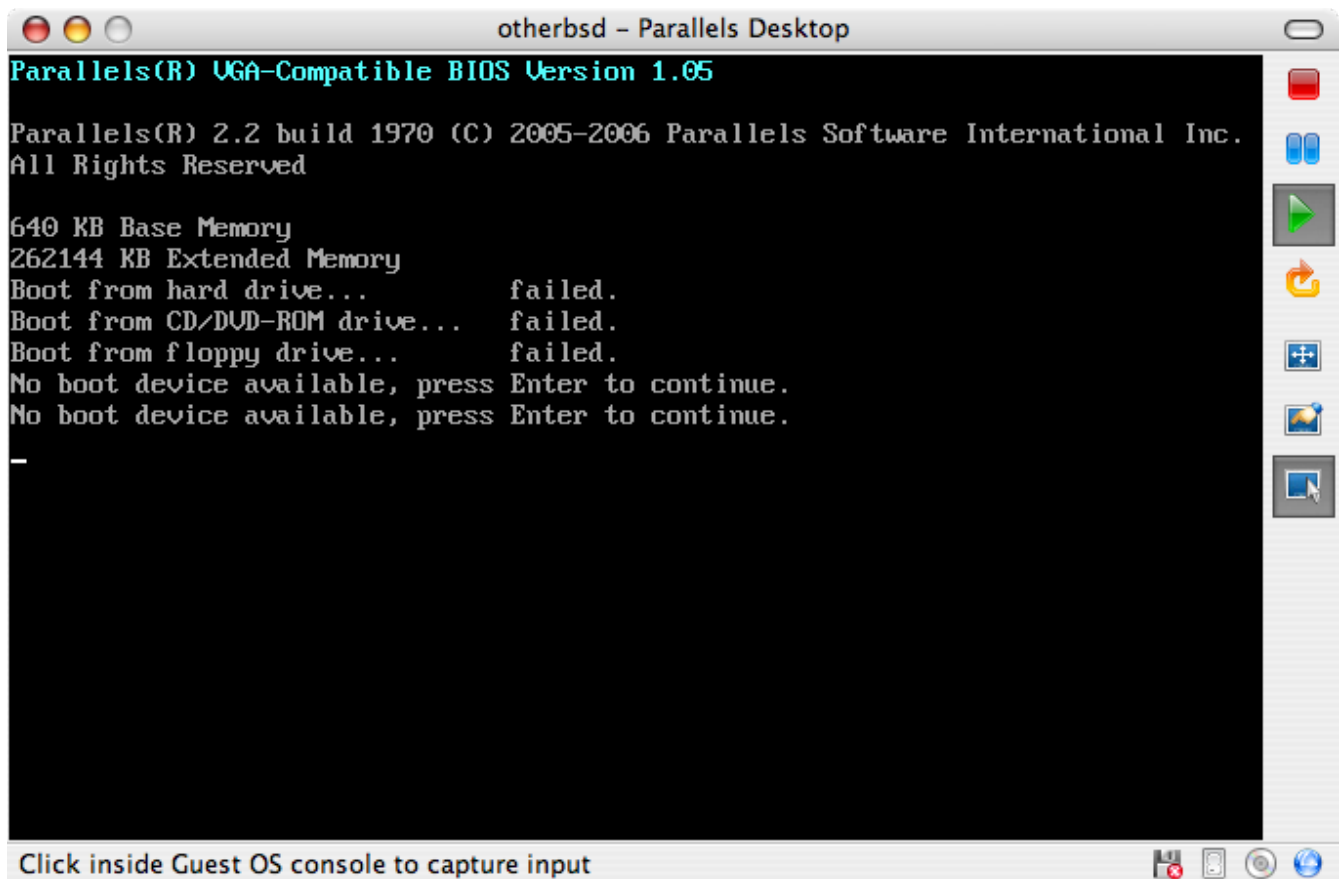 otherbsd – Parallels Desktop
Parallels(R) VGA-Compatible BIOS Version 1.05
Parallels(R) 2.2 build 1970 (C) 2005-2006 Parallels Software International Inc.
All Rights Reserved
640 KB Base Memory
262144 KB Extended Memory
Boot from hard drive... failed.
Boot from CD/DVD-ROM drive... failed.
Boot from floppy drive... failed.
No boot device available, press Enter to continue.
No boot device available, press Enter to continue.
Click inside Guest OS console to capture input